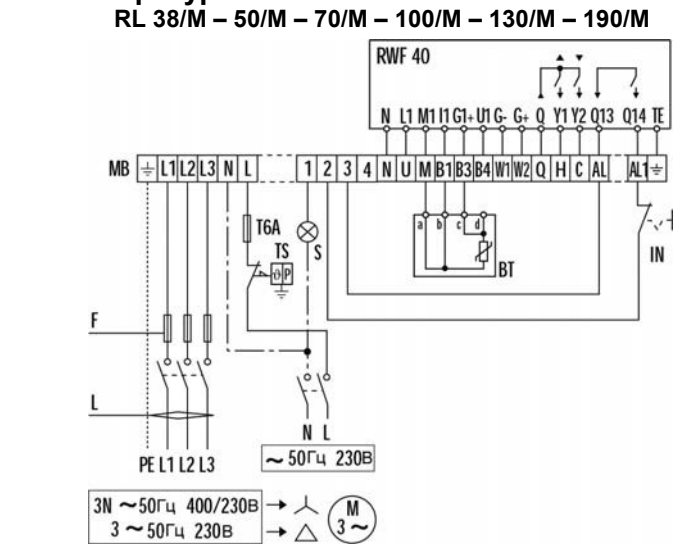 RL 38/M – 50/M – 70/M – 100/M – 130/M – 190/M
RWF 40
N L1 M1 I1 G1+ U1 G- G+ Q Y1 Y2 Q13 Q14 TE
MB L1 L2 L3 N L 1 2 3 4 N U M B1 B3 B4 W1 W2 Q H C AL AL1
T6A
TS
S
ϑ P
a b c d
BT
IN
F
L
N L
PE L1 L2 L3
~ 50Гц 230В
3N ~50Гц 400/230В
3 ~50Гц 230В
M
3 ~